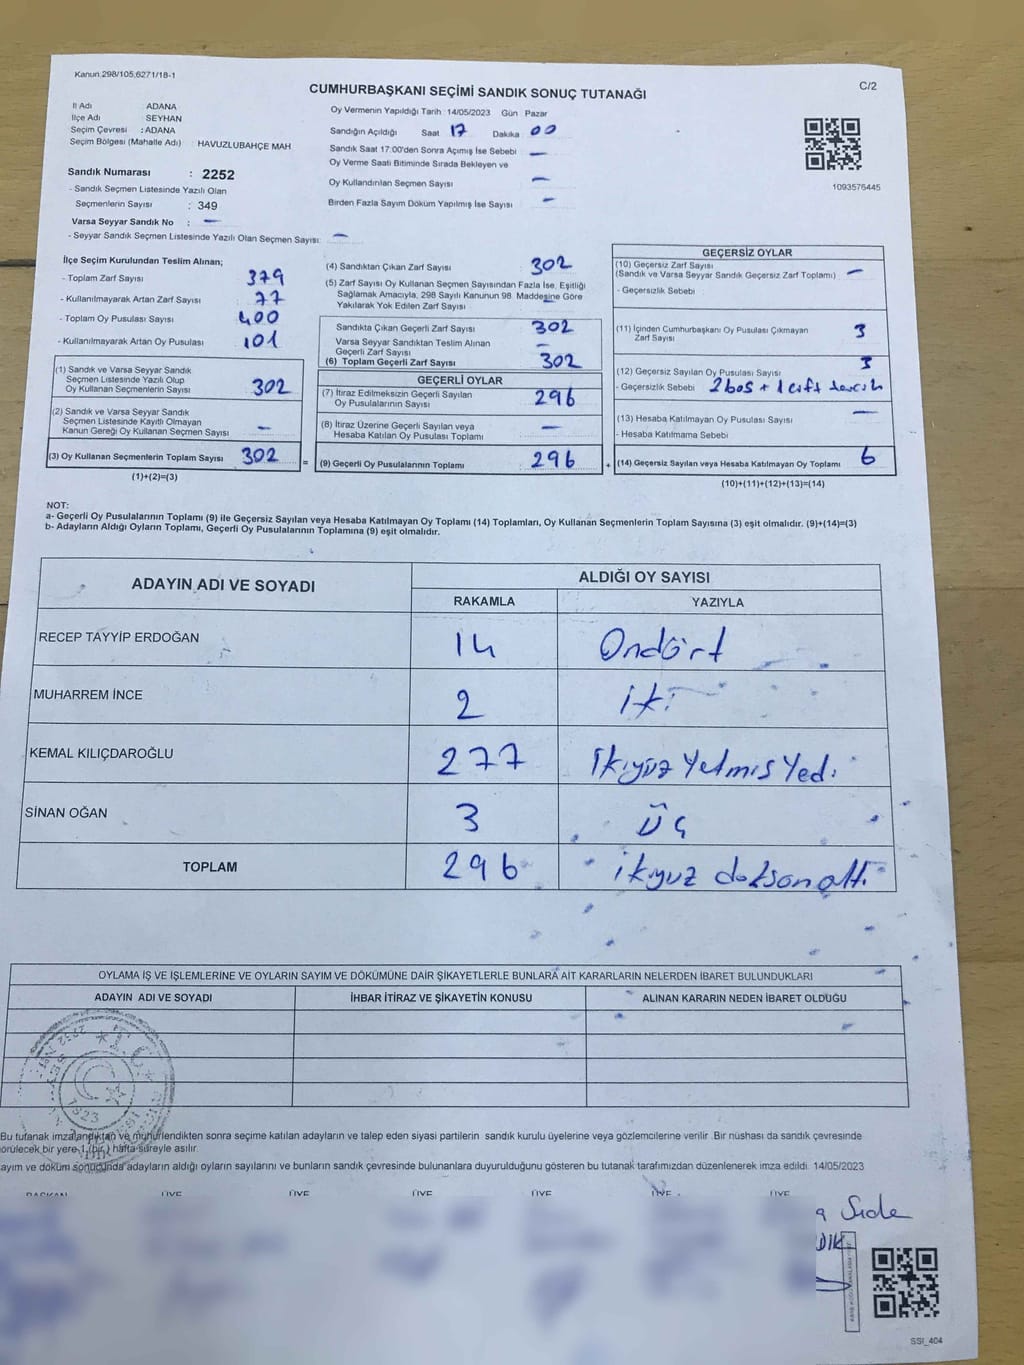 Kanun 298/105,6271/18-1
CUMHURBAŞKANI SEÇİMİ SANDIK SONUÇ TUTANAĞI
C/2
İl Adı ADANA
İlçe Adı SEYHAN
Seçim Çevresi : ADANA
Seçim Bölgesi (Mahalle Adı) : HAVUZLUBAHÇE MAH
Sandık Numarası : 2252
- Sandık Seçmen Listesinde Yazılı Olan
Seçmenlerin Sayısı : 349
Varsa Seyyar Sandık No : –
- Seyyar Sandık Seçmen Listesinde Yazılı Olan Seçmen Sayısı: –
Oy Vermenin Yapıldığı Tarih 14/05/2023 Gün Pazar
Sandığın Açıldığı Saat 17 Dakika 00
Sandık Saat 17:00'den Sonra Açımış İse Sebebi –
Oy Verme Saati Bitiminde Sırada Bekleyen ve
Oy Kullandırılan Seçmen Sayısı –
Birden Fazla Sayım Döküm Yapılmış İse Sayısı –
1093576445
İlçe Seçim Kurulundan Teslim Alınan;
- Toplam Zarf Sayısı 379
- Kullanılmayarak Artan Zarf Sayısı 77
- Toplam Oy Pusulası Sayısı 400
- Kullanılmayarak Artan Oy Pusulası 101
(1) Sandık ve Varsa Seyyar Sandık
Seçmen Listesinde Yazılı Olup
Oy Kullanan Seçmenlerin Sayısı 302
(2) Sandık ve Varsa Seyyar Sandık
Seçmen Listesinde Kayıtlı Olmayan
Kanun Gereği Oy Kullanan Seçmen Sayısı –
(3) Oy Kullanan Seçmenlerin Toplam Sayısı 302 =
(1)+(2)=(3)
(4) Sandıktan Çıkan Zarf Sayısı 302
(5) Zarf Sayısı Oy Kullanan Seçmen Sayısından Fazla İse, Eşitliği
Sağlamak Amacıyla, 298 Sayılı Kanunun 98. Maddesine Göre
Yakılarak Yok Edilen Zarf Sayısı –
Sandıkta Çıkan Geçerli Zarf Sayısı 302
Varsa Seyyar Sandıktan Teslim Alınan
Geçerli Zarf Sayısı –
(6) Toplam Geçerli Zarf Sayısı 302
GEÇERLİ OYLAR
(7) İtiraz Edilmeksizin Geçerli Sayılan
Oy Pusulalarının Sayısı 296
(8) İtiraz Üzerine Geçerli Sayılan veya
Hesaba Katılan Oy Pusulası Toplamı –
(9) Geçerli Oy Pusulalarının Toplamı 296 +
GEÇERSİZ OYLAR
(10) Geçersiz Zarf Sayısı
(Sandık ve Varsa Seyyar Sandık Geçersiz Zarf Toplamı) –
- Geçersizlik Sebebi
(11) İçinden Cumhurbaşkanı Oy Pusulası Çıkmayan
Zarf Sayısı 3
(12) Geçersiz Sayılan Oy Pusulası Sayısı 3
- Geçersizlik Sebebi 2 boş + 1 çift tercih
(13) Hesaba Katılmayan Oy Pusulası Sayısı –
- Hesaba Katılmama Sebebi
(14) Geçersiz Sayılan veya Hesaba Katılmayan Oy Toplamı 6
(10)+(11)+(12)+(13)=(14)
NOT:
a- Geçerli Oy Pusulalarının Toplamı (9) ile Geçersiz Sayılan veya Hesaba Katılmayan Oy Toplamı (14) Toplamları, Oy Kullanan Seçmenlerin Toplam Sayısına (3) eşit olmalıdır. (9)+(14)=(3)
b- Adayların Aldığı Oyların Toplamı, Geçerli Oy Pusulalarının Toplamına (9) eşit olmalıdır.
ADAYIN ADI VE SOYADI
ALDIĞI OY SAYISI
RAKAMLA YAZIYLA
RECEP TAYYİP ERDOĞAN 14 Ondört
MUHARREM İNCE 2 iki
KEMAL KILIÇDAROĞLU 277 İkiyüz Yetmiş Yedi
SİNAN OĞAN 3 üç
TOPLAM 296 ikiyuz doksan altı
OYLAMA İŞ VE İŞLEMLERİNE VE OYLARIN SAYIM VE DÖKÜMÜNE DAİR ŞİKAYETLERLE BUNLARA AİT KARARLARIN NELERDEN İBARET BULUNDUKLARI
ADAYIN ADI VE SOYADI İHBAR İTİRAZ VE ŞİKAYETİN KONUSU ALINAN KARARIN NEDEN İBARET OLDUĞU
T.C.
1923
Bu tutanak imzalandıktan ve mühürlendikten sonra seçime katılan adayların ve talep eden siyasi partilerin sandık kurulu üyelerine veya gözlemcilerine verilir. Bir nüshası da sandık çevresinde
örülecek bir yere 1 (bir) hafta süreyle asılır.
ayım ve döküm sonucunda adayların aldığı oyların sayılarını ve bunların sandık çevresinde bulunanlara duyurulduğunu gösteren bu tutanak tarafımızdan düzenlenerek imza edildi. 14/05/2023
BAŞKAN ÜYE ÜYE ÜYE ÜYE ÜYE ÜYE
SSİ_404